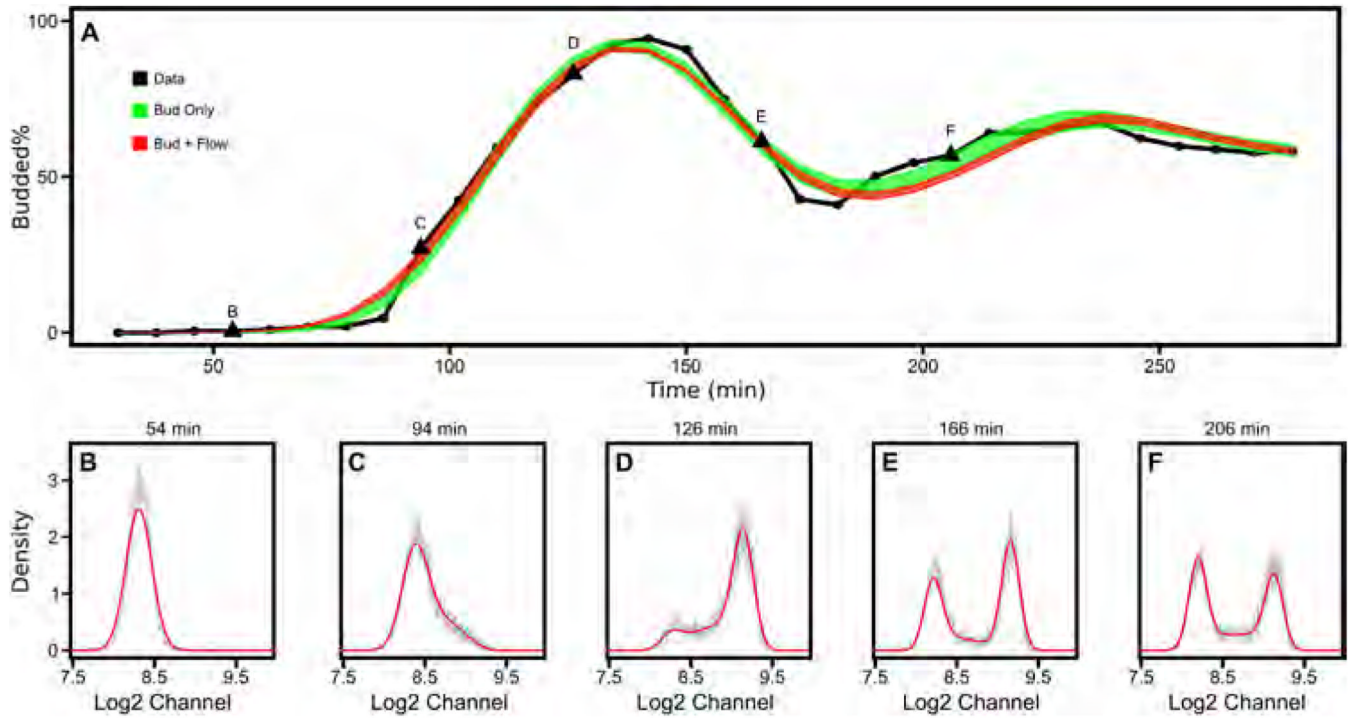 A
100
50
0
Budded%
Data
Bud Only
Bud + Flow
B
C
D
E
F
50
100
150
200
250
Time (min)
54 min
94 min
126 min
166 min
206 min
B
C
D
E
F
3
2
1
0
Density
7.5 8.5 9.5
7.5 8.5 9.5
7.5 8.5 9.5
7.5 8.5 9.5
7.5 8.5 9.5
Log2 Channel
Log2 Channel
Log2 Channel
Log2 Channel
Log2 Channel